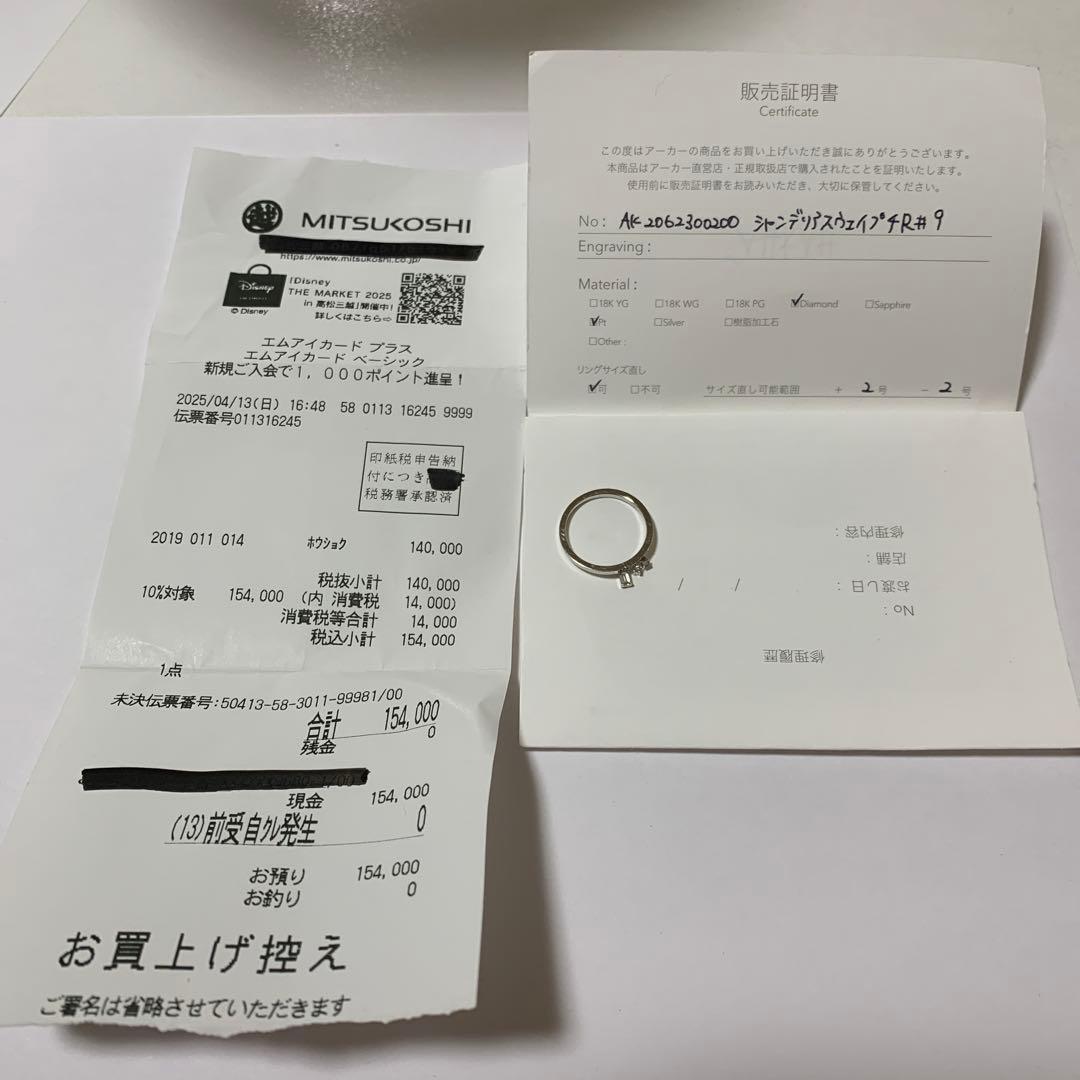 MITSUKOSHI
https://www.mitsukoshi.co.jp/
Disney
「Disney
THE MARKET 2025
in 高松三越」開催中!
詳しくはこちら⇨
© Disney
エムアイカード プラス
エムアイカード ベーシック
新規ご入会で1,000ポイント進呈!
2025/04/13(日) 16:48 58 0113 16245 9999
伝票番号011316245
印紙税申告納
付につき
税務署承認済
2019 011 014 ホウショク 140,000
税抜小計 140,000
10%対象 154,000 (内 消費税 14,000)
消費税等合計 14,000
税込小計 154,000
1点
未決伝票番号:50413-58-3011-99981/00
合計 154,000
残金 0
現金 154,000
(13)前受自クレ発生 0
お預り 154,000
お釣り 0
お買上げ控え
ご署名は省略させていただきます
販売証明書
Certificate
この度はアーカーの商品をお買い上げいただき誠にありがとうございます。
本商品はアーカー直営店・正規取扱店で購入されたことを証明いたします。
使用前に販売証明書をお読みいただき、大切に保管してください。
No: AK2062300200 シャンデリアスウェイプ4R#9
Engraving:
Material:
□18K YG □18K WG □18K PG ☑Diamond □Sapphire
☑Pt □Silver □樹脂加工石
□Other:
リングサイズ直し
☑可 □不可 サイズ直し可能範囲 + 2号 - 2号
修理内容:
店舗:
お渡し日: / /
No:
修理履歴